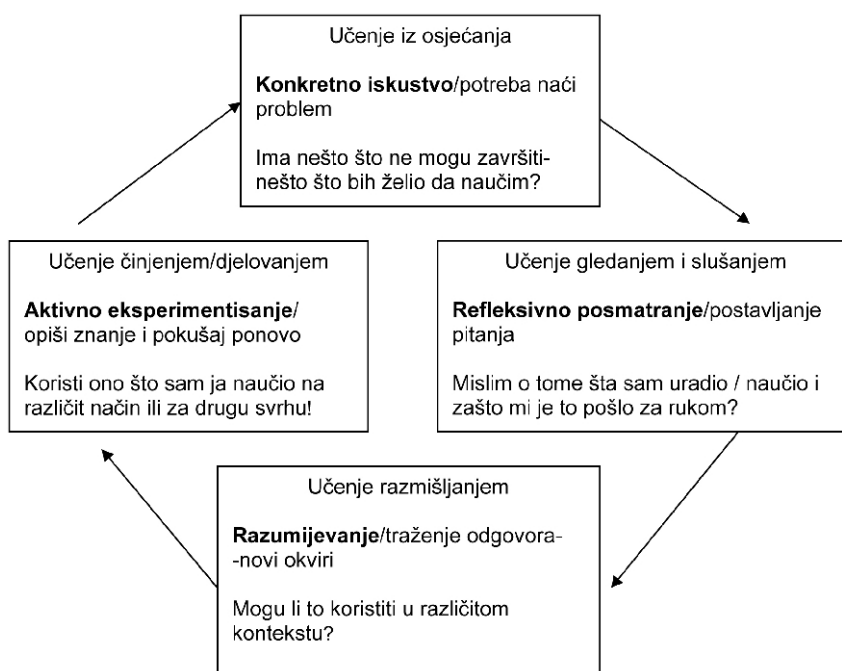 Učenje iz osjećanja
Konkretno iskustvo/potreba naći
problem
Ima nešto što ne mogu završiti-
nešto što bih želio da naučim?
Učenje činjenjem/djelovanjem
Aktivno eksperimentisanje/
opiši znanje i pokušaj ponovo
Koristi ono što sam ja naučio na
različit način ili za drugu svrhu!
Učenje gledanjem i slušanjem
Refleksivno posmatranje/postavljanje
pitanja
Mislim o tome šta sam uradio / naučio i
zašto mi je to pošlo za rukom?
Učenje razmišljanjem
Razumijevanje/traženje odgovora-
-novi okviri
Mogu li to koristiti u različitom
kontekstu?